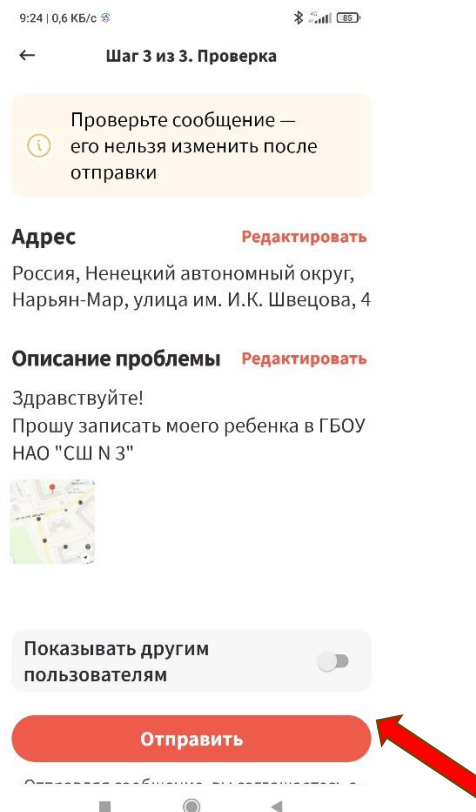 9:24 | 0,6 КБ/с
85
Шаг 3 из 3. Проверка
Проверьте сообщение —
его нельзя изменить после
отправки
Адрес Редактировать
Россия, Ненецкий автономный округ,
Нарьян-Мар, улица им. И.К. Швецова, 4
Описание проблемы Редактировать
Здравствуйте!
Прошу записать моего ребенка в ГБОУ
НАО "СШ N 3"
Показывать другим
пользователям
Отправить